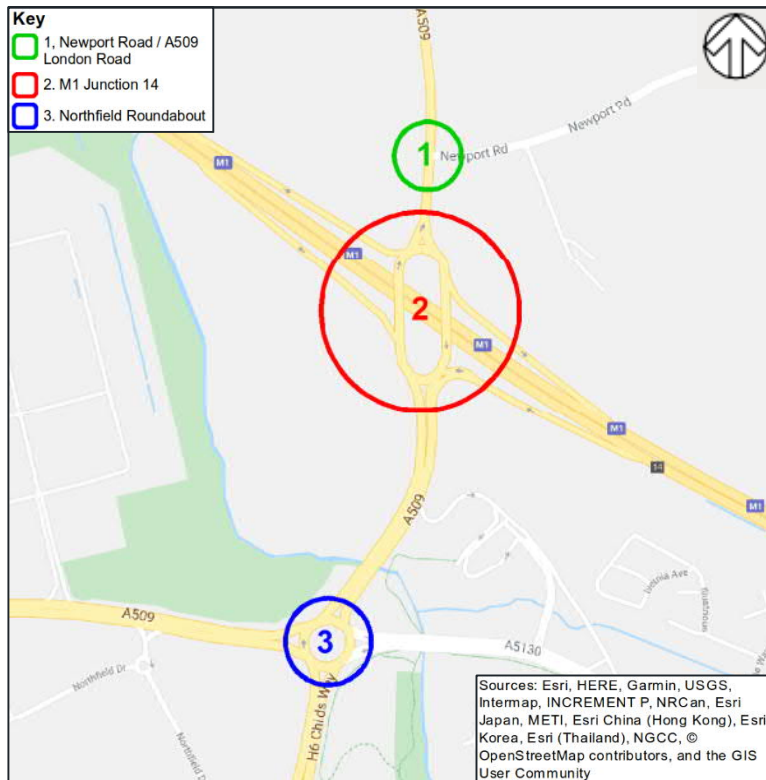 Key
1, Newport Road / A509
London Road
2. M1 Junction 14
3. Northfield Roundabout
A509
1
Newport Rd
Newport Rd
M1
M1
2
M1
M1
14
M1
A509
A509
3
A5130
H6 Childs Way
Northfield Dr
Sources: Esri, HERE, Garmin, USGS,
Intermap, INCREMENT P, NRCan, Esri
Japan, METI, Esri China (Hong Kong), Esri
Korea, Esri (Thailand), NGCC, ©
OpenStreetMap contributors, and the GIS
User Community